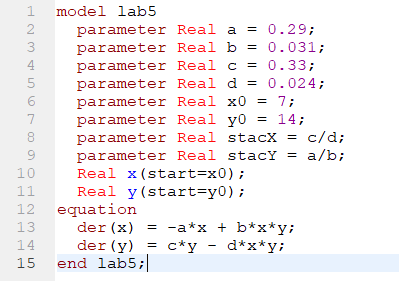 1 model lab5
2   parameter Real a = 0.29;
3   parameter Real b = 0.031;
4   parameter Real c = 0.33;
5   parameter Real d = 0.024;
6   parameter Real x0 = 7;
7   parameter Real y0 = 14;
8   parameter Real stacX = c/d;
9   parameter Real stacY = a/b;
10   Real x(start=x0);
11   Real y(start=y0);
12 equation
13   der(x) = -a*x + b*x*y;
14   der(y) = c*y - d*x*y;
15 end lab5;